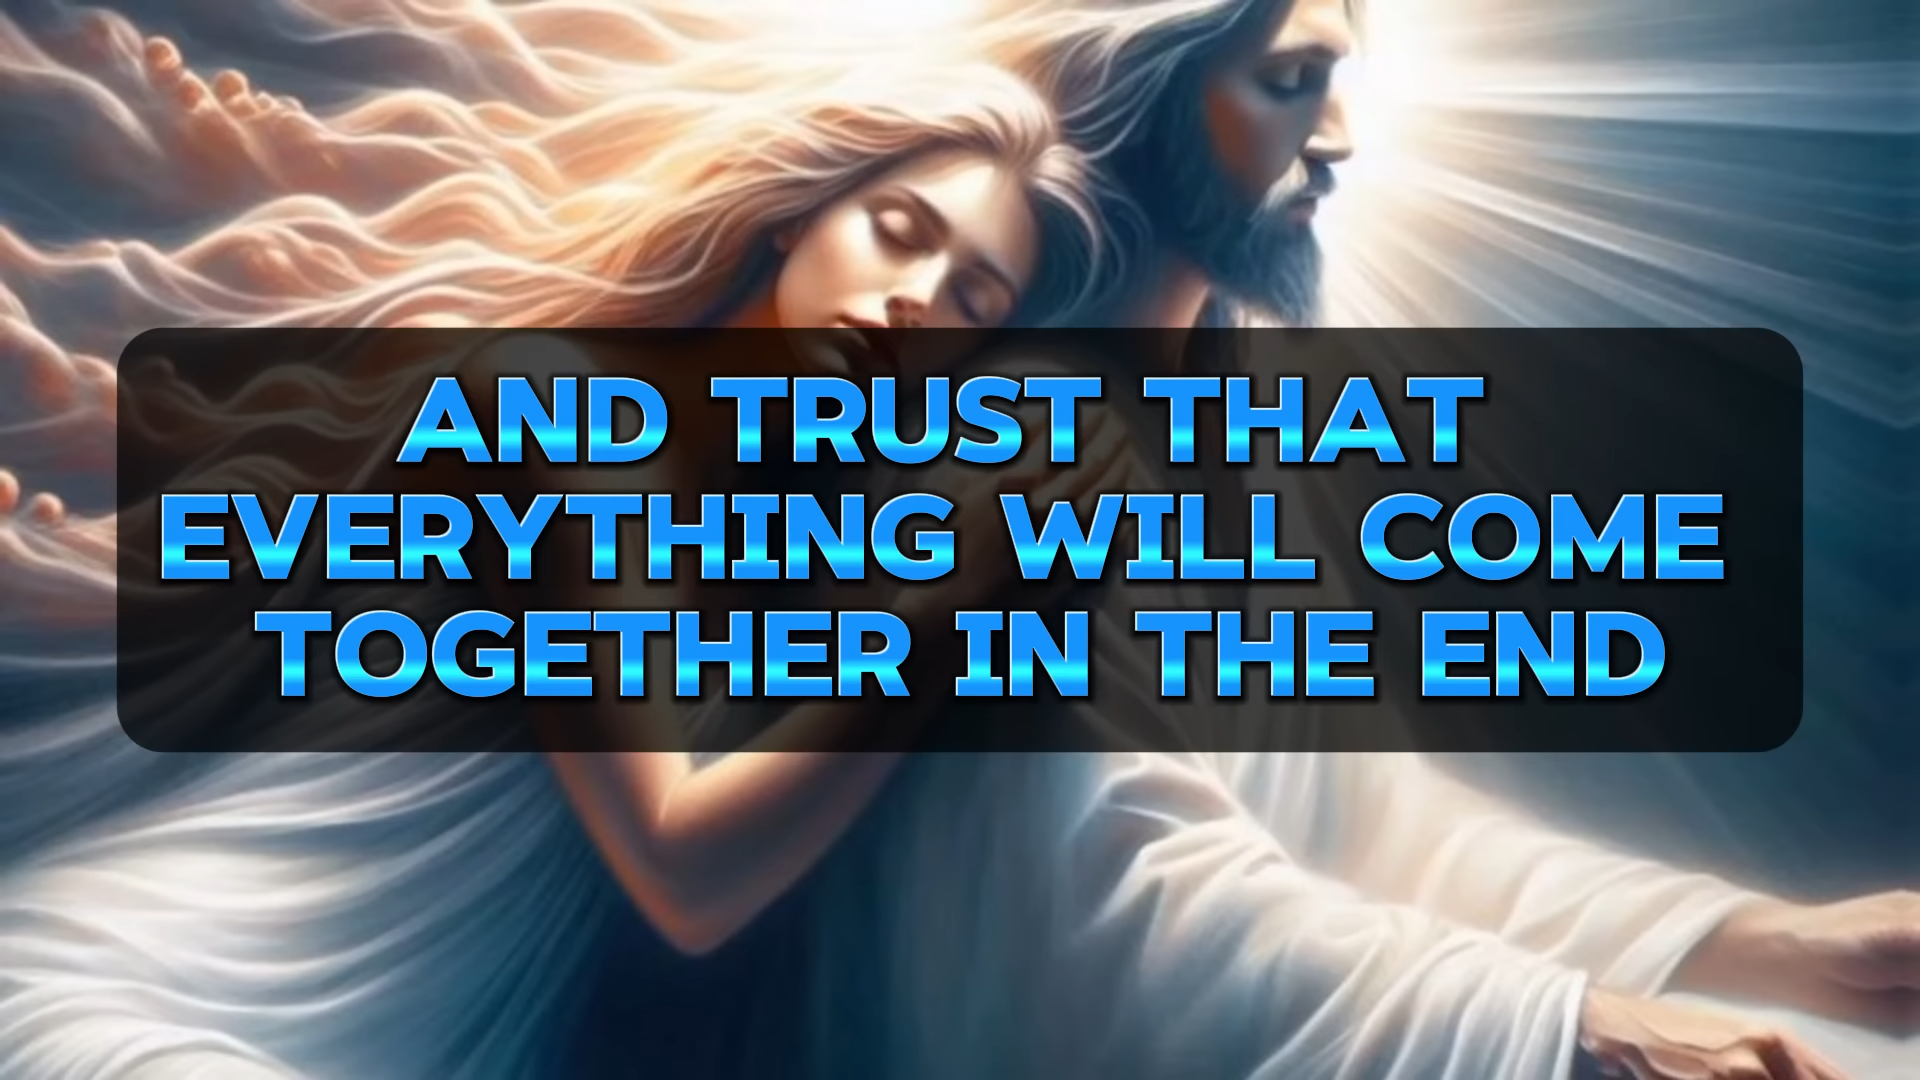 AND TRUST THAT
EVERYTHING WILL COME
TOGETHER IN THE END